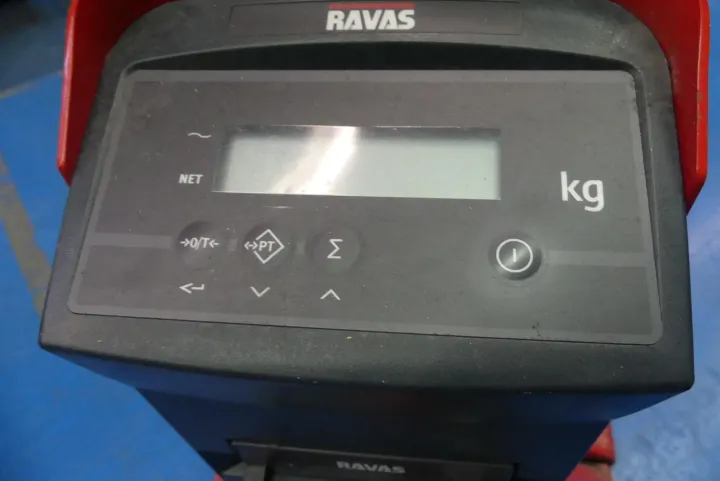 RAVAS
NET
kg
→0/T←
↔PT
Σ
RAVAS